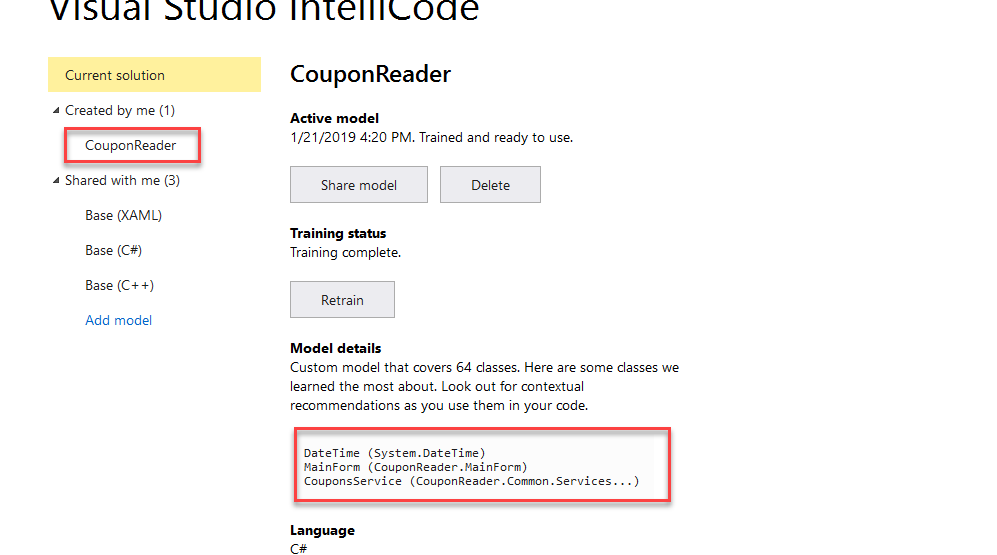 Visual Studio IntelliCode
Current solution
Created by me (1)
CouponReader
Shared with me (3)
Base (XAML)
Base (C#)
Base (C++)
Add model
CouponReader
Active model
1/21/2019 4:20 PM. Trained and ready to use.
Share model
Delete
Training status
Training complete.
Retrain
Model details
Custom model that covers 64 classes. Here are some classes we
learned the most about. Look out for contextual
recommendations as you use them in your code.
DateTime (System.DateTime)
MainForm (CouponReader.MainForm)
CouponsService (CouponReader.Common.Services...)
Language
C#